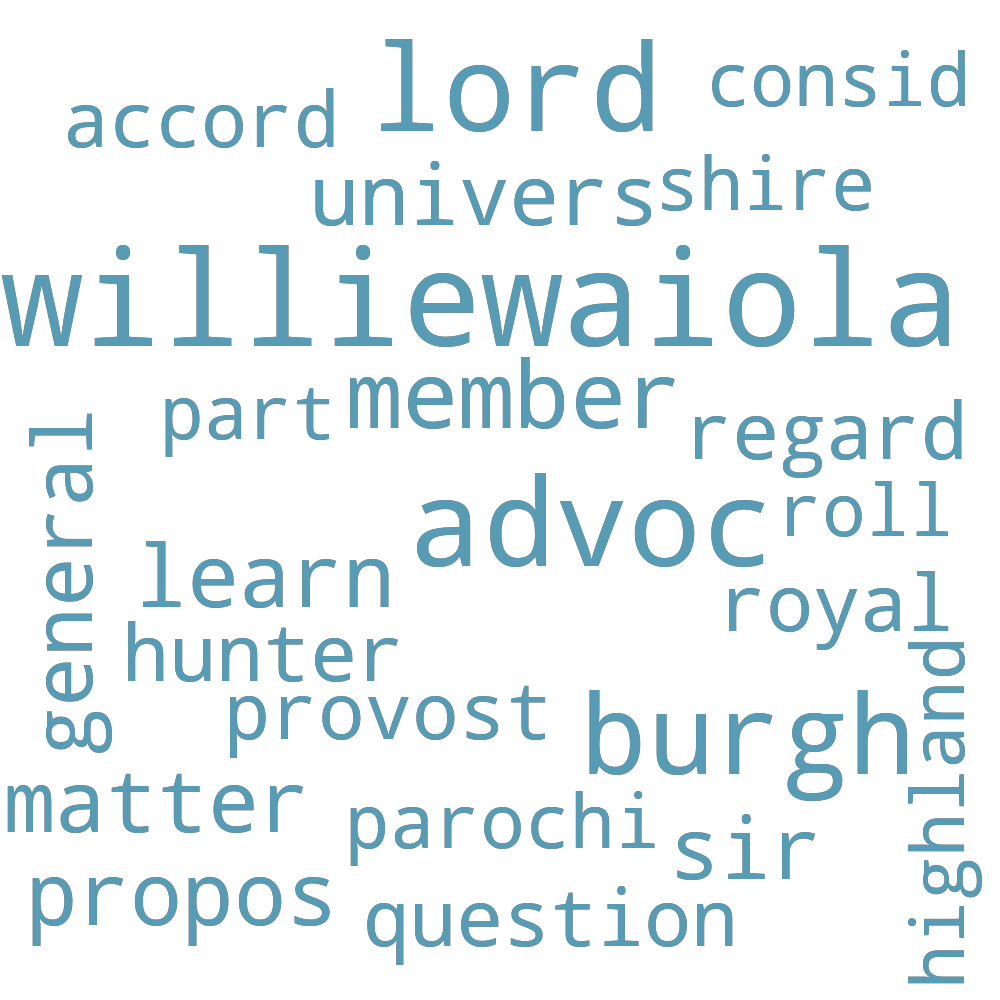 lord
consid
accord
univers
shire
williewaiola
member
part
regard
general
advoc
roll
learn
royal
hunter
highland
provost
burgh
matter
parochi
sir
propos
question